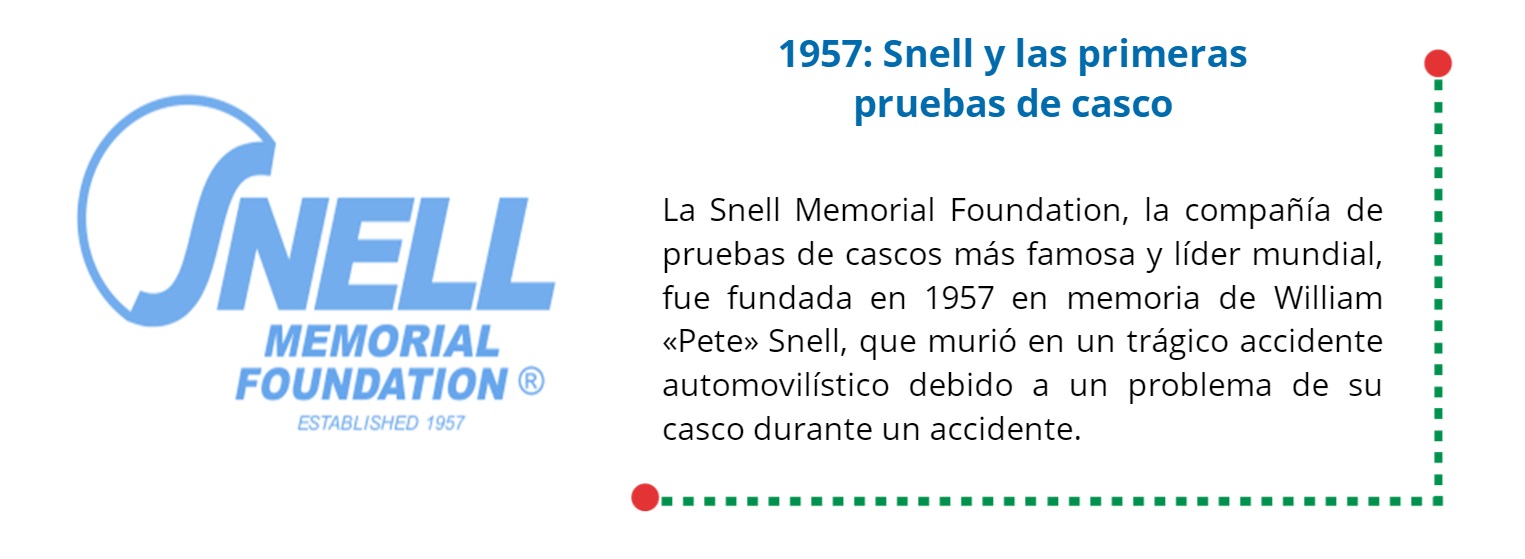 SNELL
MEMORIAL
FOUNDATION ®
ESTABLISHED 1957
1957: Snell y las primeras
pruebas de casco
La Snell Memorial Foundation, la compañía de
pruebas de cascos más famosa y líder mundial,
fue fundada en 1957 en memoria de William
«Pete» Snell, que murió en un trágico accidente
automovilístico debido a un problema de su
casco durante un accidente.